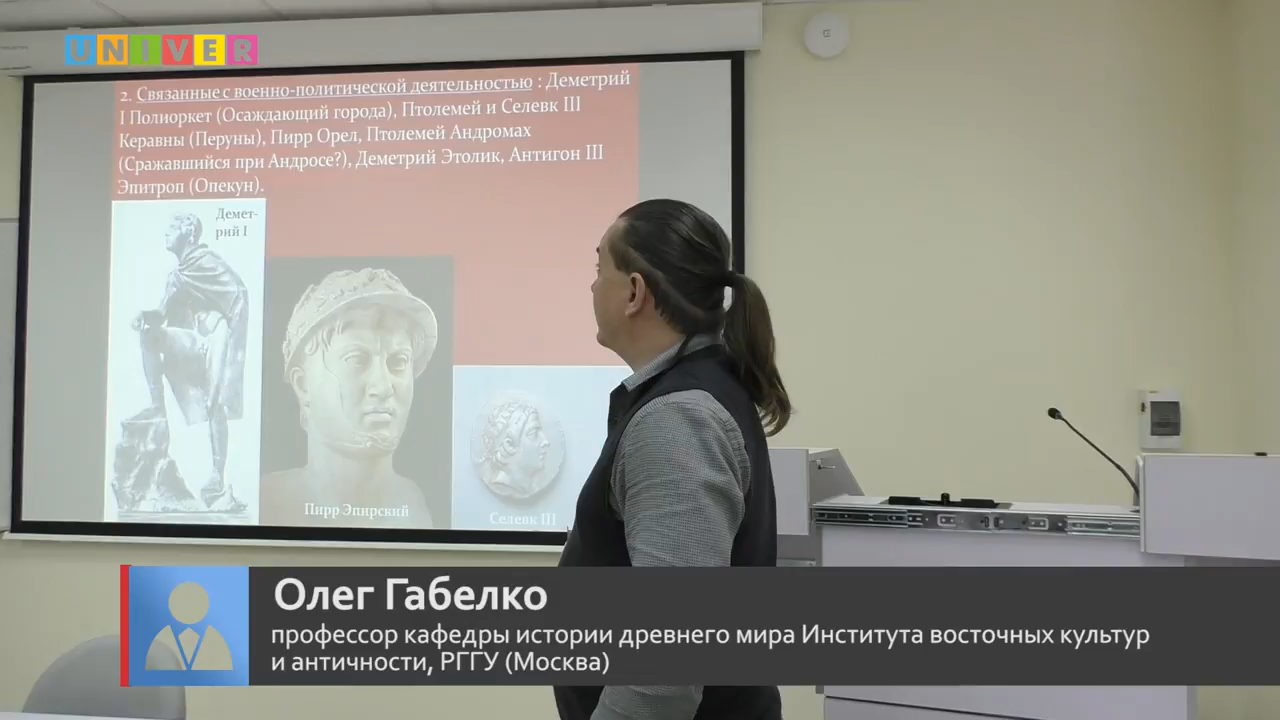 UNIVER
2. Связанные с военно-политической деятельностью : Деметрий
I Полиоркет (Осаждающий города), Птолемей и Селевк III
Керавны (Перуны), Пирр Орел, Птолемей Андромах
(Сражавшийся при Андросе?), Деметрий Этолик, Антигон III
Эпитроп (Опекун).
Демет-
рий I
Пирр Эпирский
Селевк III
Олег Габелко
профессор кафедры истории древнего мира Института восточных культур
и античности, РГГУ (Москва)